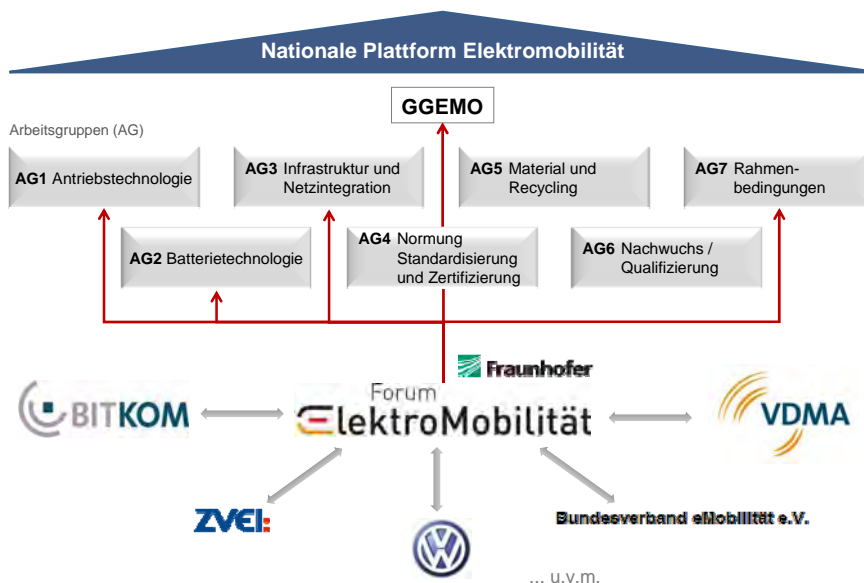 Nationale Plattform Elektromobilität
GGEMO
Arbeitsgruppen (AG)
AG1 Antriebstechnologie
AG3 Infrastruktur und
Netzintegration
AG5 Material und
Recycling
AG7 Rahmen-
bedingungen
AG2 Batterietechnologie
AG4 Normung
Standardisierung
und Zertifizierung
AG6 Nachwuchs /
Qualifizierung
Fraunhofer
BITKOM
Forum
ElektroMobilität
VDMA
ZVEI:
VW
Bundesverband eMobilität e.V.
... u.v.m.